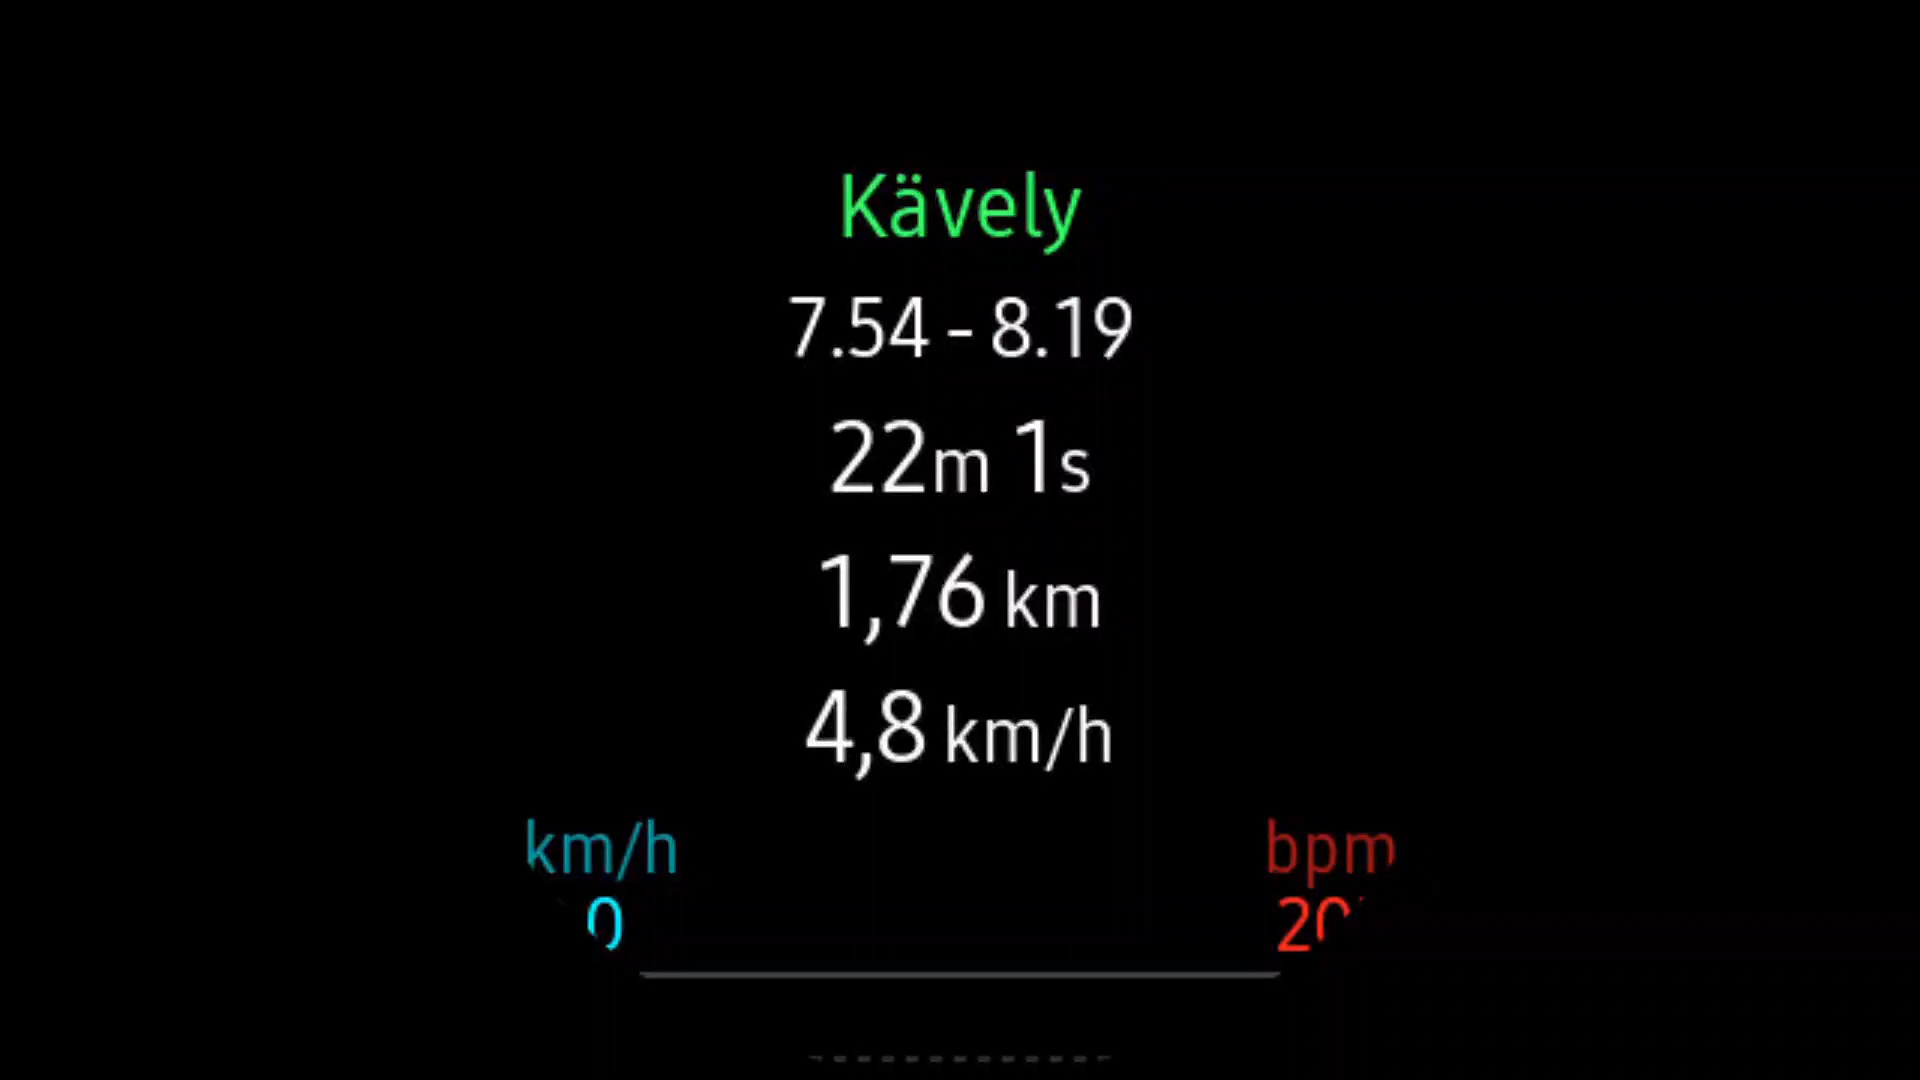 Kävely
7.54 - 8.19
22m 1s
1,76 km
4,8 km/h
km/h bpm